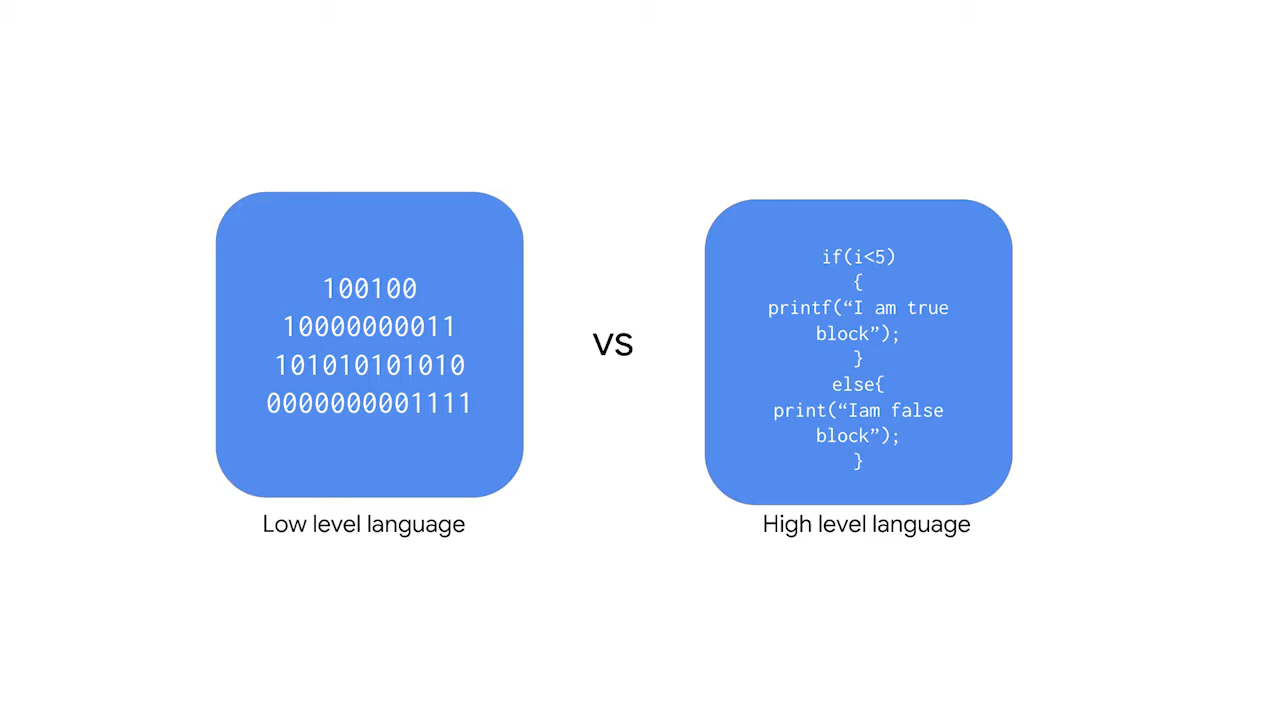 100100
10000000011
101010101010
0000000001111
Low level language
vs
if(i<5)
{
printf(“I am true
block”);
}
else{
print(“Iam false
block”);
}
High level language